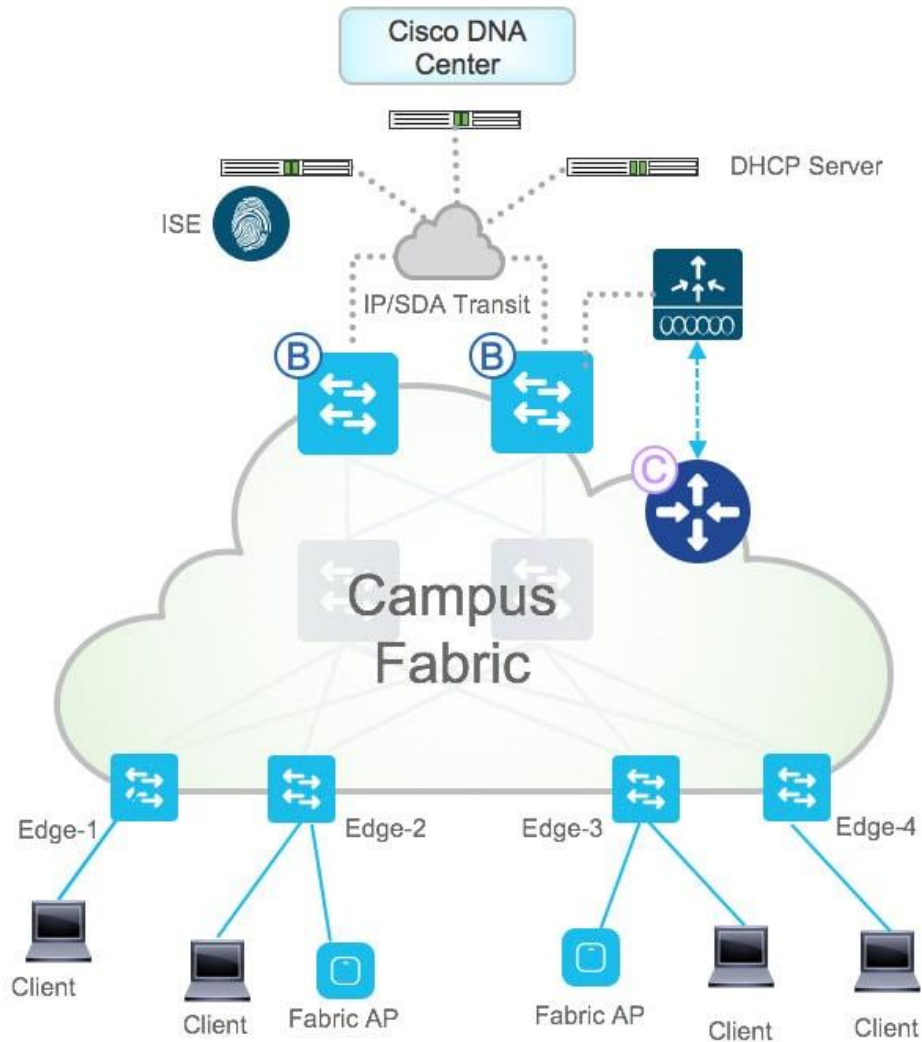 Cisco DNA
Center
DHCP Server
ISE
IP/SDA Transit
B
B
C
Campus
Fabric
Edge-1
Edge-2
Edge-3
Edge-4
Client
Client
Fabric AP
Fabric AP
Client
Client